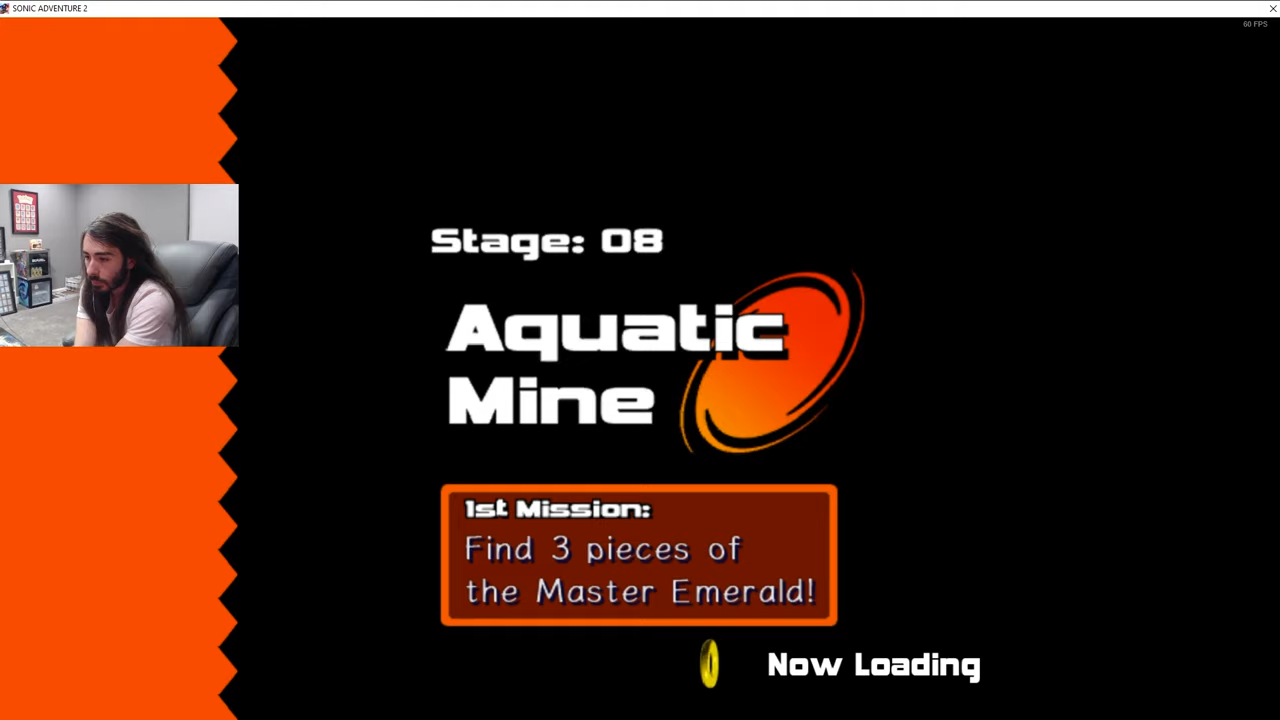 SONIC ADVENTURE 2
60 FPS
Stage: 08
Aquatic
Mine
1st Mission:
Find 3 pieces of
the Master Emerald!
Now Loading